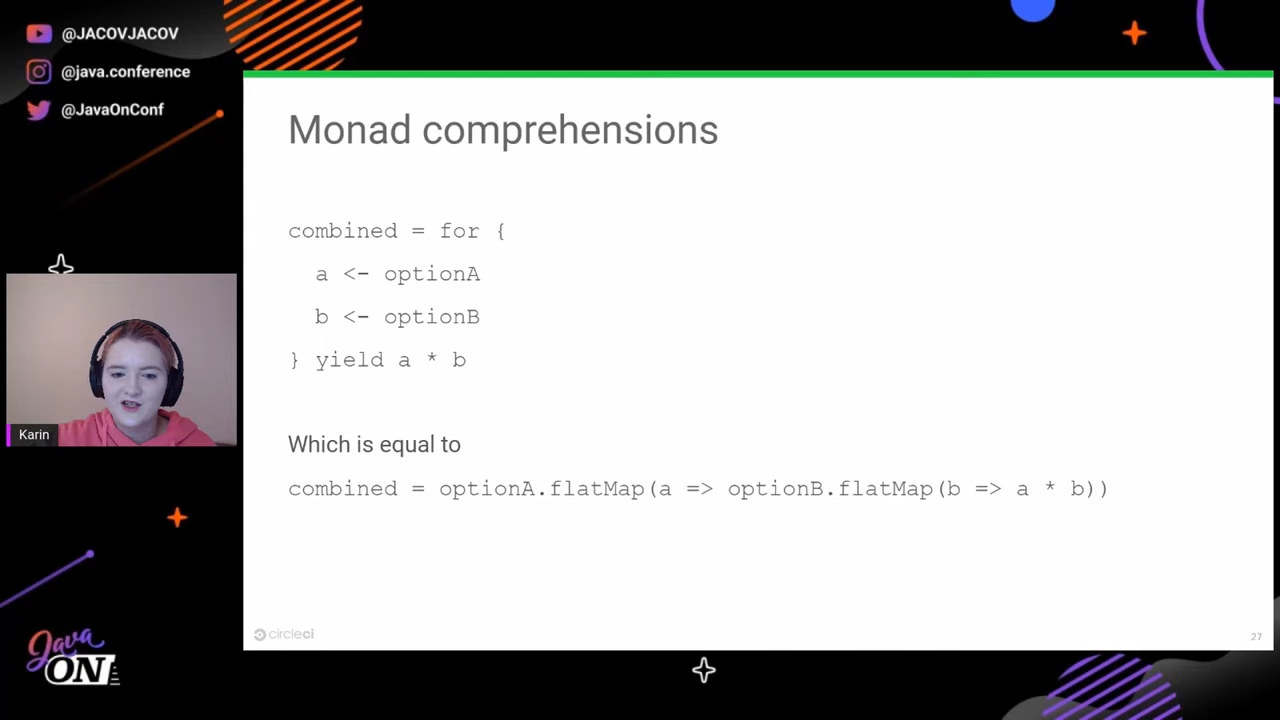 @JACOVJACOV
@java.conference
@JavaOnConf
Monad comprehensions
combined = for {
a <- optionA
b <- optionB
} yield a * b
Which is equal to
combined = optionA.flatMap(a => optionB.flatMap(b => a * b))
Karin
circleci
27
Java
ON